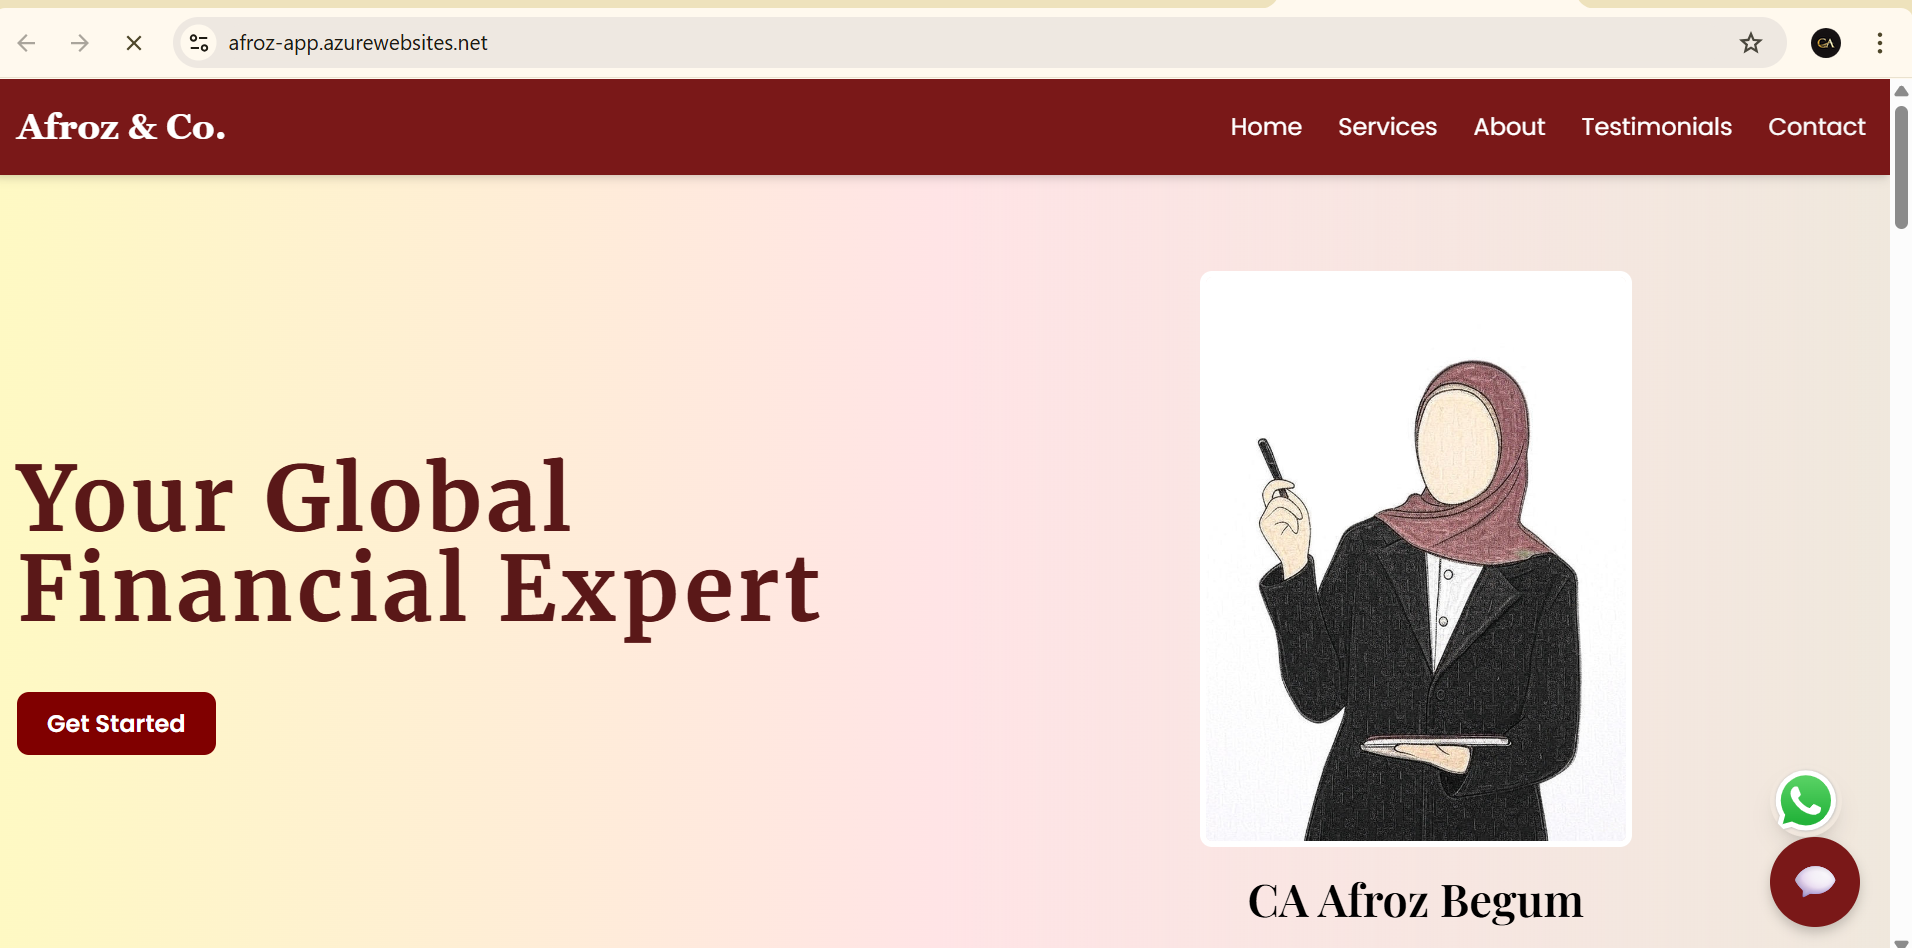 afroz-app.azurewebsites.net
CA
Afroz & Co.
Home Services About Testimonials Contact
Your Global
Financial Expert
Get Started
CA Afroz Begum